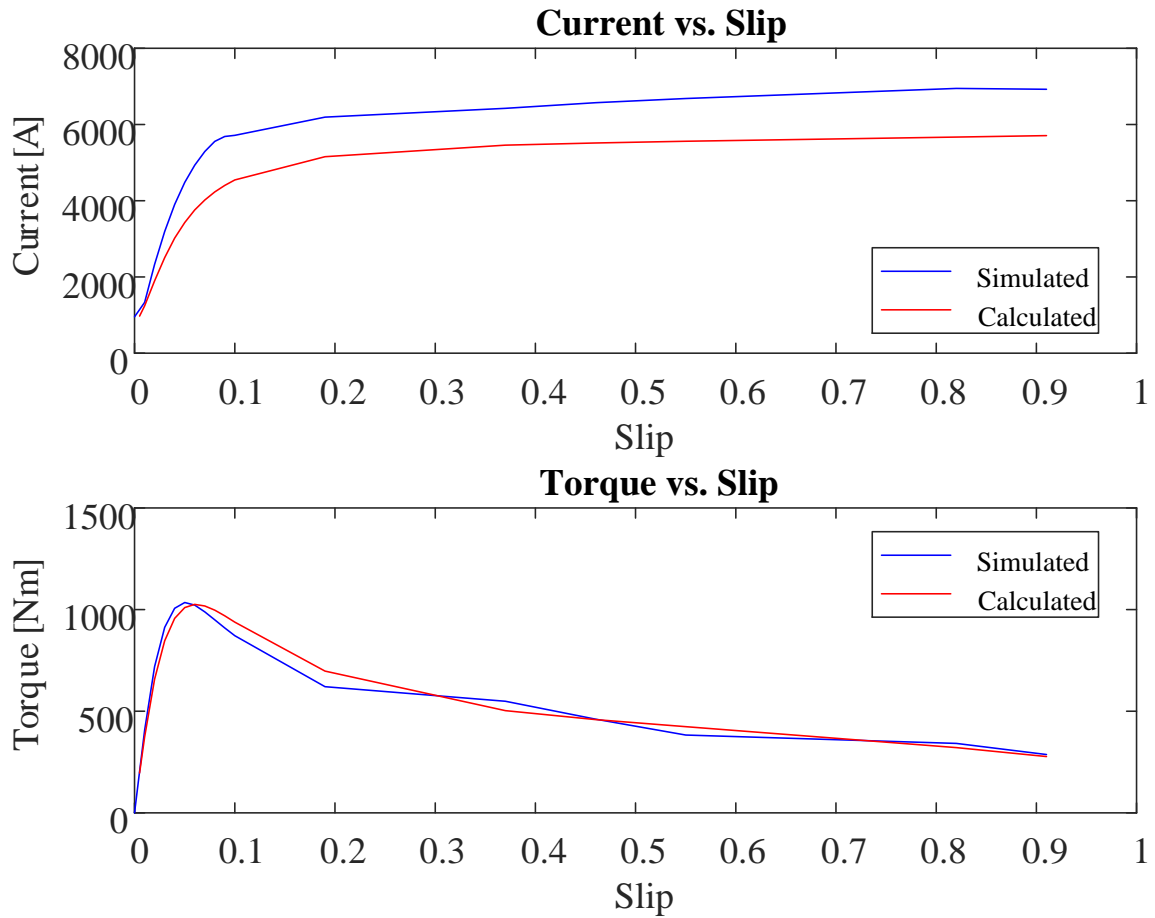 Current vs. Slip
8000
6000
4000
2000
0
Current [A]
Simulated
Calculated
0 0.1 0.2 0.3 0.4 0.5 0.6 0.7 0.8 0.9 1
Slip
Torque vs. Slip
1500
1000
500
0
Torque [Nm]
Simulated
Calculated
0 0.1 0.2 0.3 0.4 0.5 0.6 0.7 0.8 0.9 1
Slip